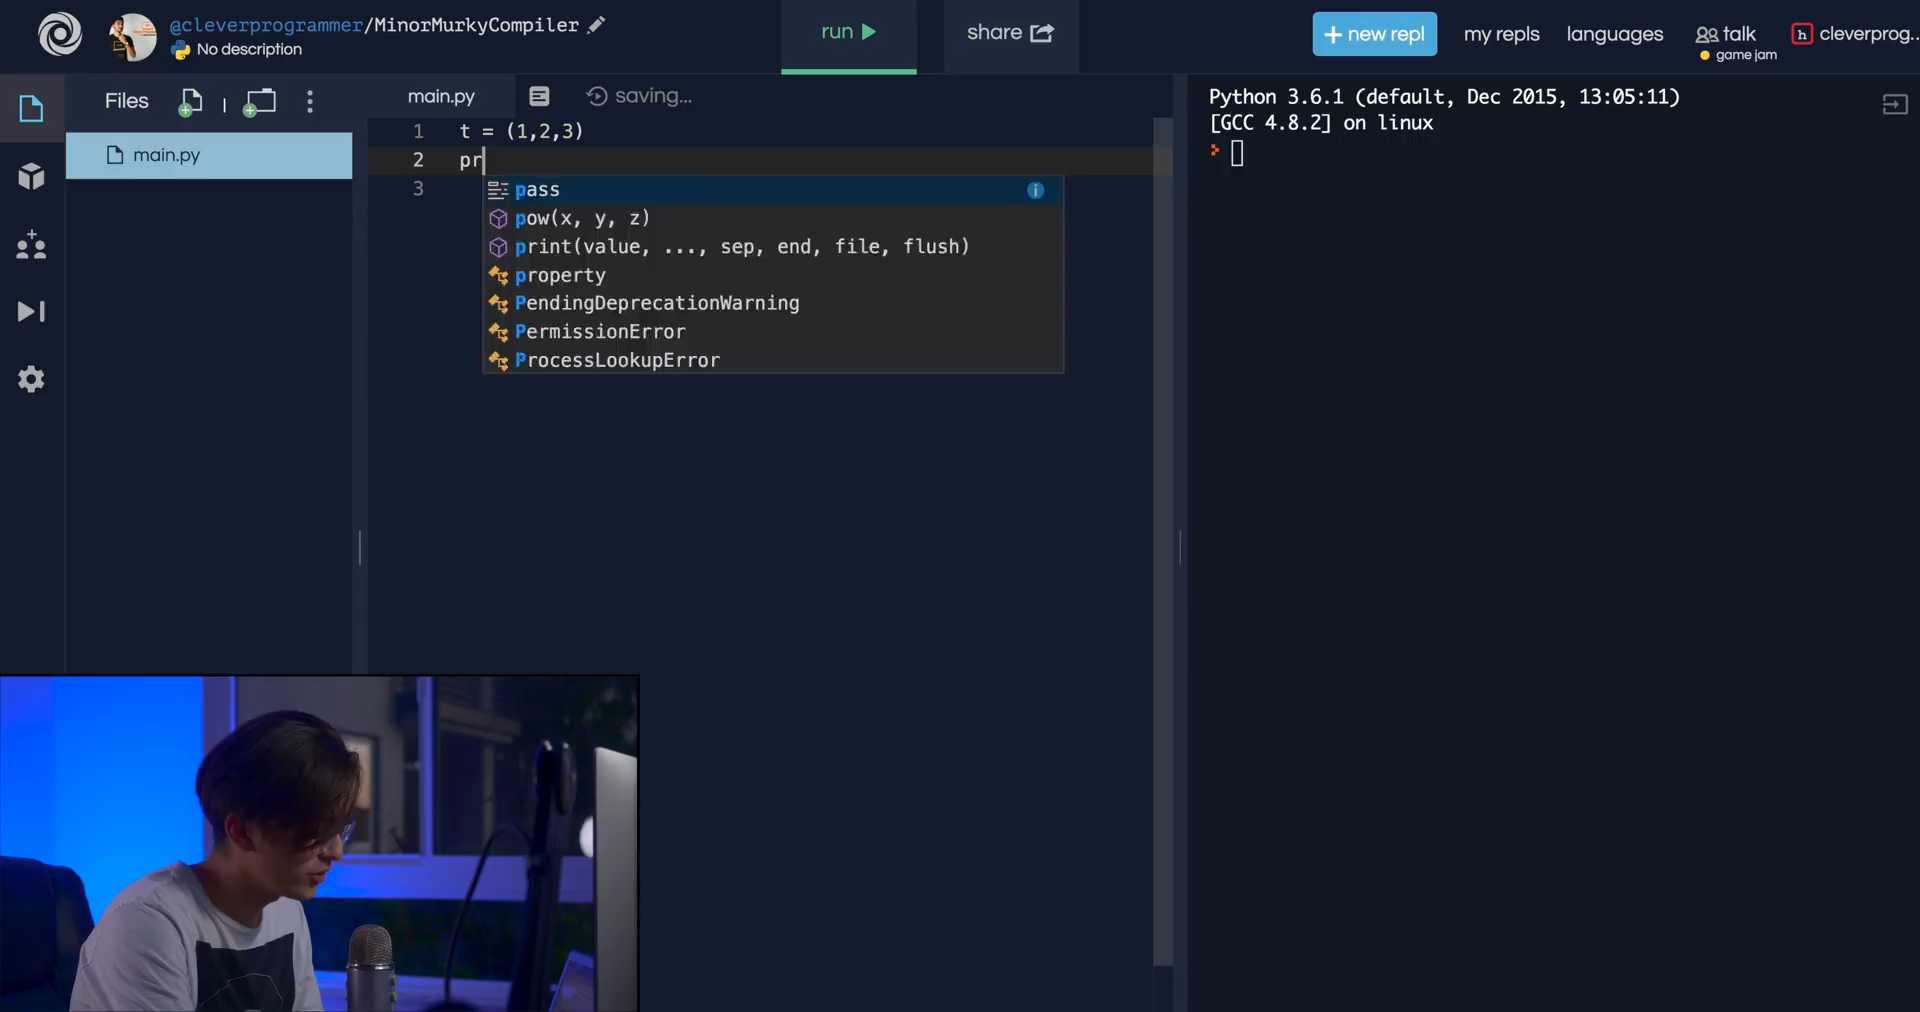 @cleverprogrammer/MinorMurkyCompiler
No description
run
share
+ new repl
my repls
languages
talk
game jam
cleverprog..
Files
main.py
main.py
saving...
1 t = (1,2,3)
2 pr
3
pass
pow(x, y, z)
print(value, ..., sep, end, file, flush)
property
PendingDeprecationWarning
PermissionError
ProcessLookupError
Python 3.6.1 (default, Dec 2015, 13:05:11)
[GCC 4.8.2] on linux